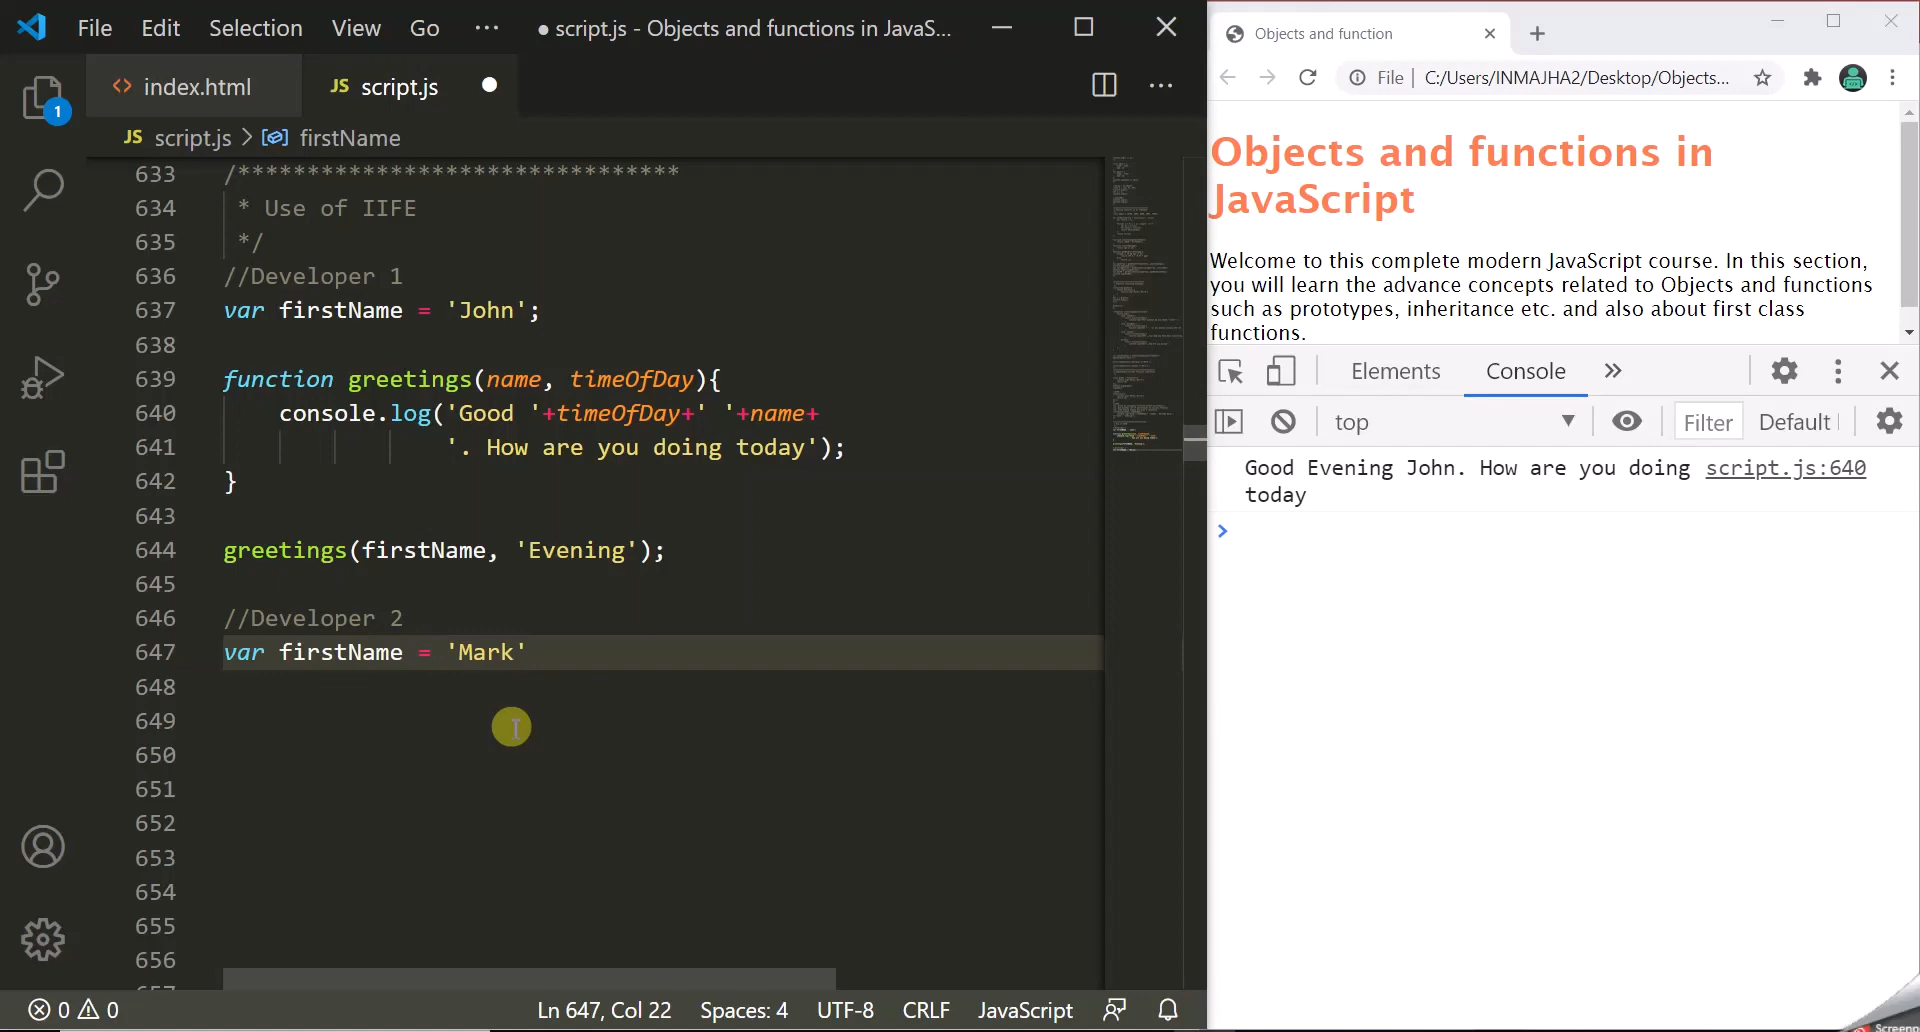 File Edit Selection View Go ··· ● script.js - Objects and functions in JavaS...
index.html JS script.js ●
JS script.js > firstName
633 /********************************
634 * Use of IIFE
635 */
636 //Developer 1
637 var firstName = 'John';
638
639 function greetings(name, timeOfDay){
640 console.log('Good '+timeOfDay+' '+name+
641 '. How are you doing today');
642 }
643
644 greetings(firstName, 'Evening');
645
646 //Developer 2
647 var firstName = 'Mark'
648
649
650
651
652
653
654
655
656
1
0 0 Ln 647, Col 22 Spaces: 4 UTF-8 CRLF JavaScript
Objects and function
File | C:/Users/INMAJHA2/Desktop/Objects...
Objects and functions in
JavaScript
Welcome to this complete modern JavaScript course. In this section,
you will learn the advance concepts related to Objects and functions
such as prototypes, inheritance etc. and also about first class
functions.
Elements Console »
top Filter Default
Good Evening John. How are you doing script.js:640
today
>